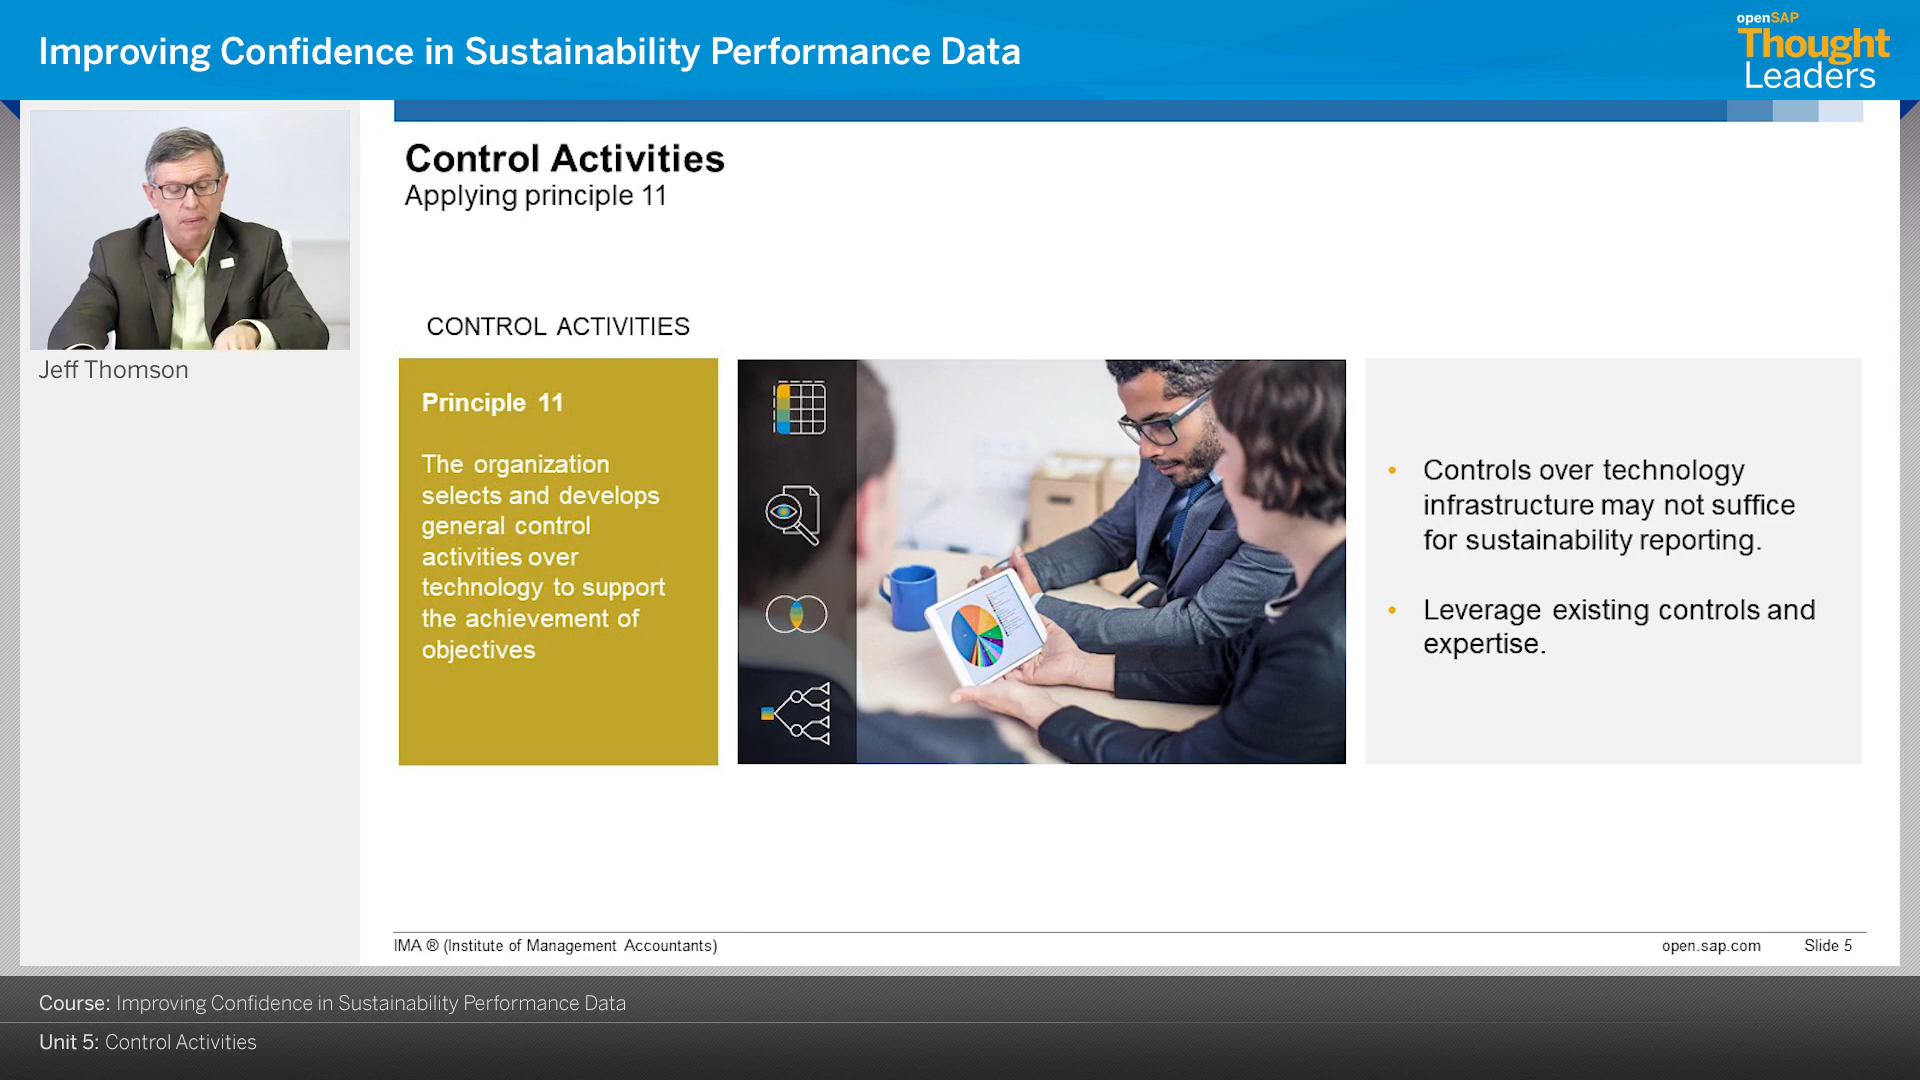 Improving Confidence in Sustainability Performance Data
openSAP
Thought
Leaders
Jeff Thomson
Control Activities
Applying principle 11
CONTROL ACTIVITIES
Principle 11
The organization
selects and develops
general control
activities over
technology to support
the achievement of
objectives
• Controls over technology
infrastructure may not suffice
for sustainability reporting.
• Leverage existing controls and
expertise.
IMA ® (Institute of Management Accountants)
open.sap.com
Slide 5
Course: Improving Confidence in Sustainability Performance Data
Unit 5: Control Activities